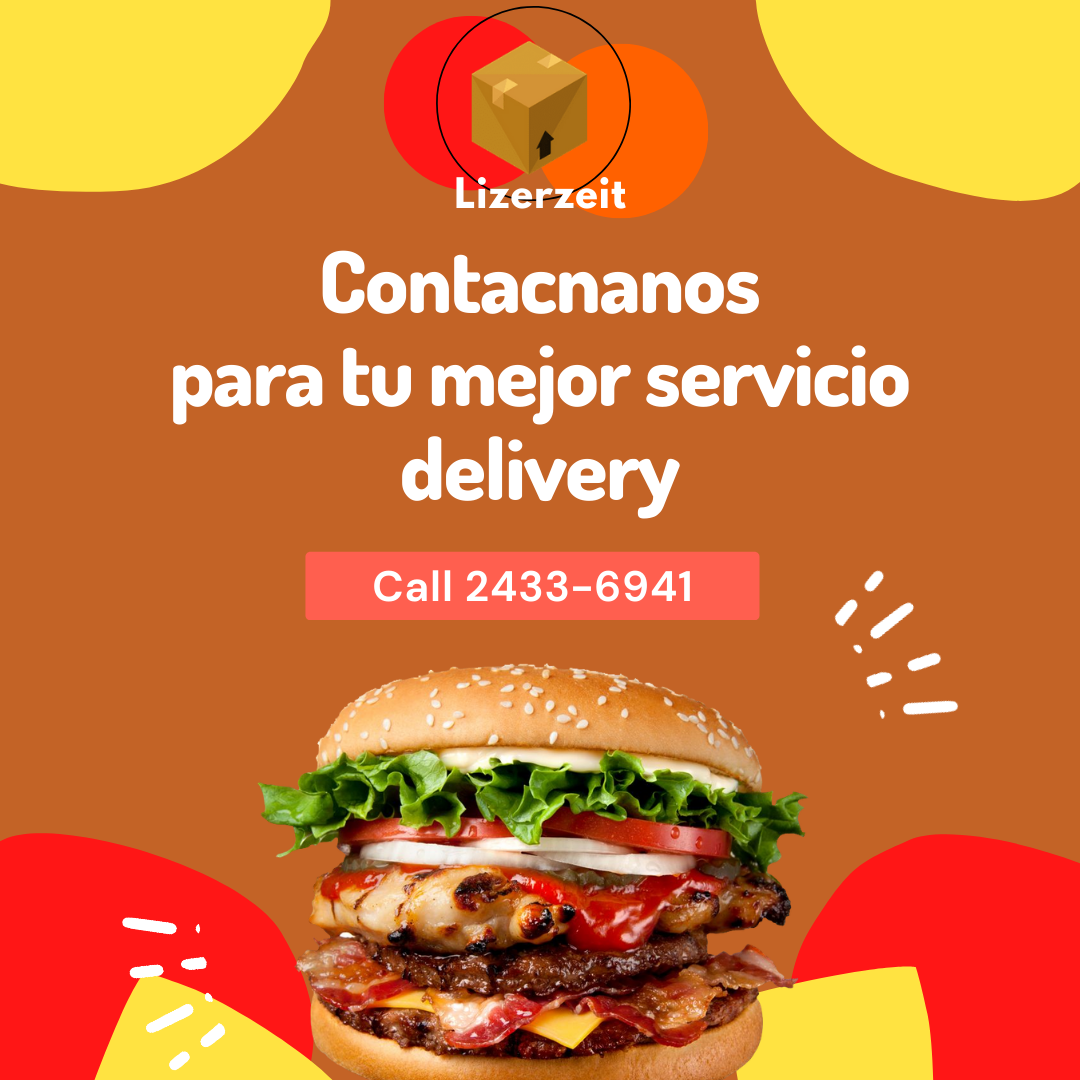 Lizerzeit
Contacnanos
para tu mejor servicio
delivery
Call 2433-6941